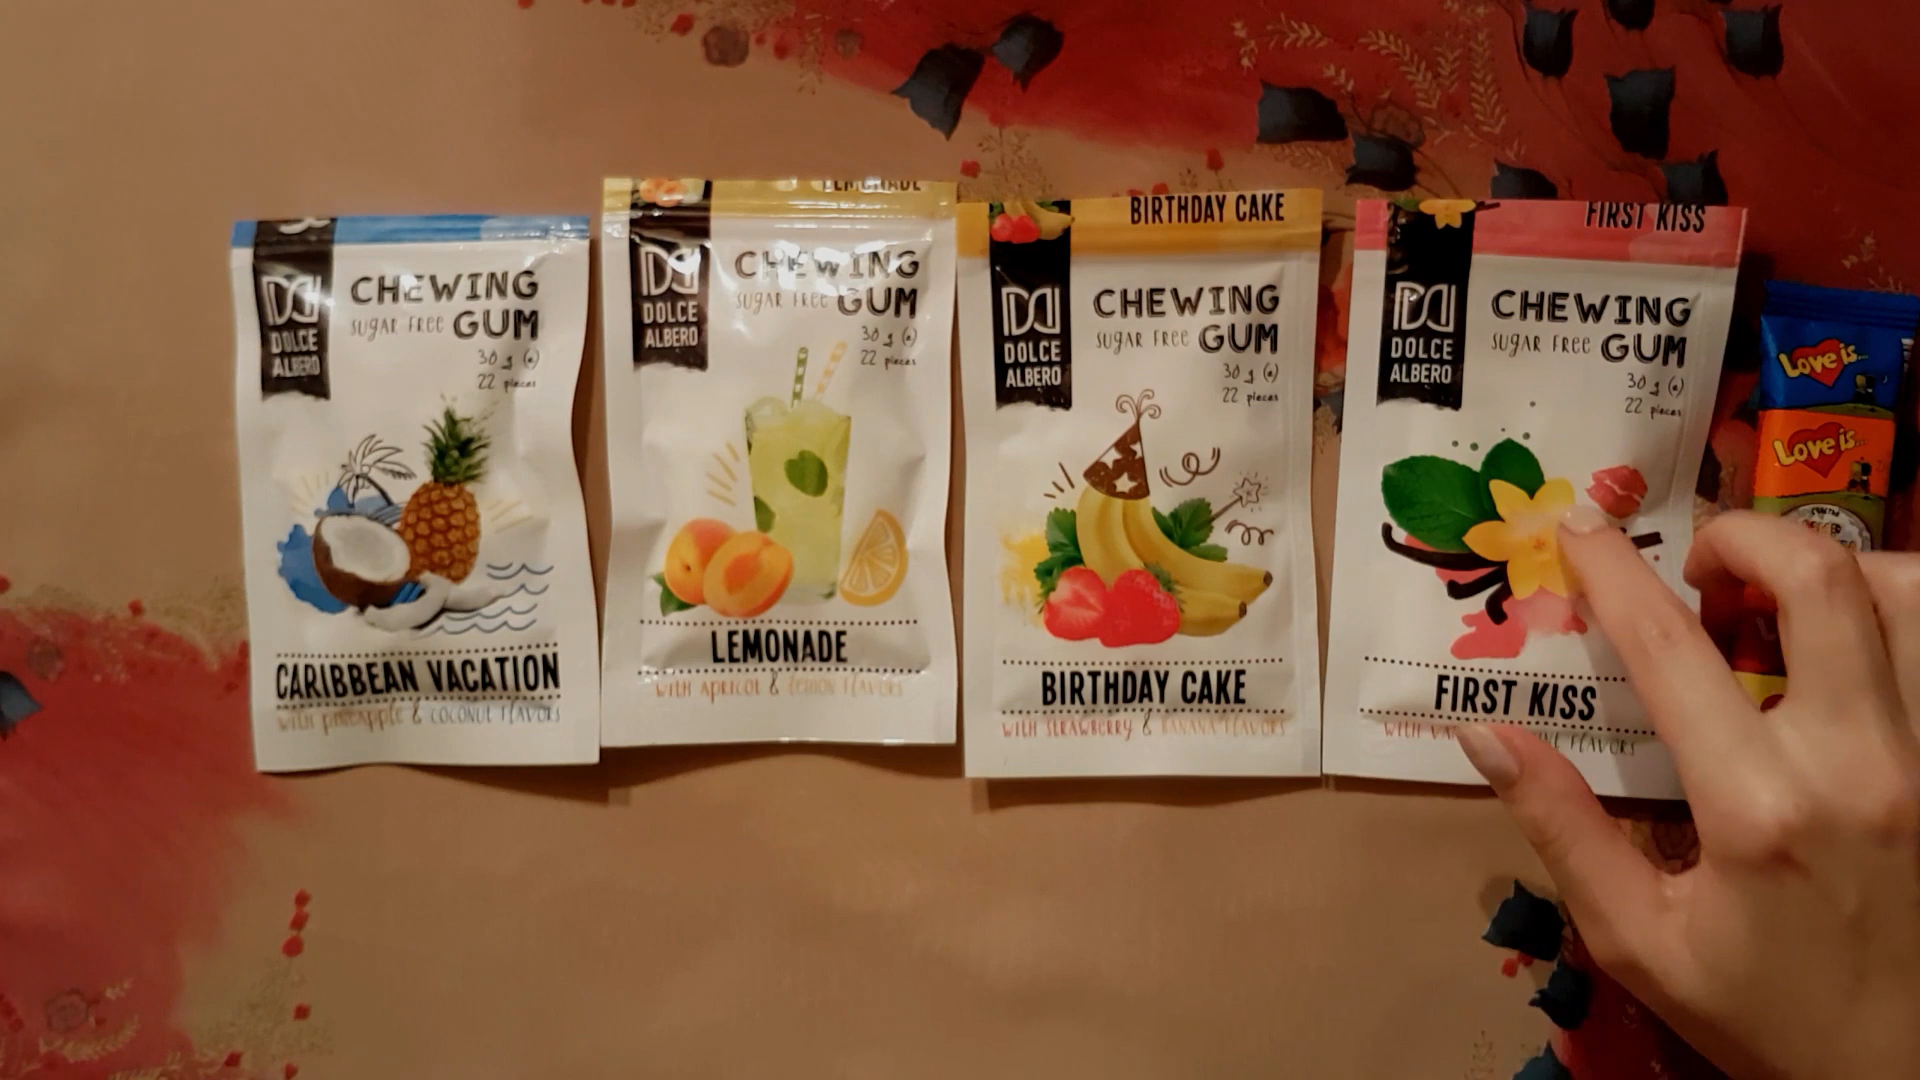 DOLCE
ALBERO
CHEWING
SUGAR FREE GUM
30 g (e)
22 pieces
CARIBBEAN VACATION
WITH pineapple & COCONUT FLAVORS
LEMONADE
DOLCE
ALBERO
CHEWING
SUGAR FREE GUM
30 g (e)
22 pieces
LEMONADE
WITH APRICOT & LEMON FLAVORS
BIRTHDAY CAKE
DOLCE
ALBERO
CHEWING
SUGAR FREE GUM
30 g (e)
22 pieces
BIRTHDAY CAKE
WITH STRAWBERRY & BANANA FLAVORS
FIRST KISS
DOLCE
ALBERO
CHEWING
SUGAR FREE GUM
30 g (e)
22 pieces
FIRST KISS
WITH FLAVORS
Love is...
Love is...